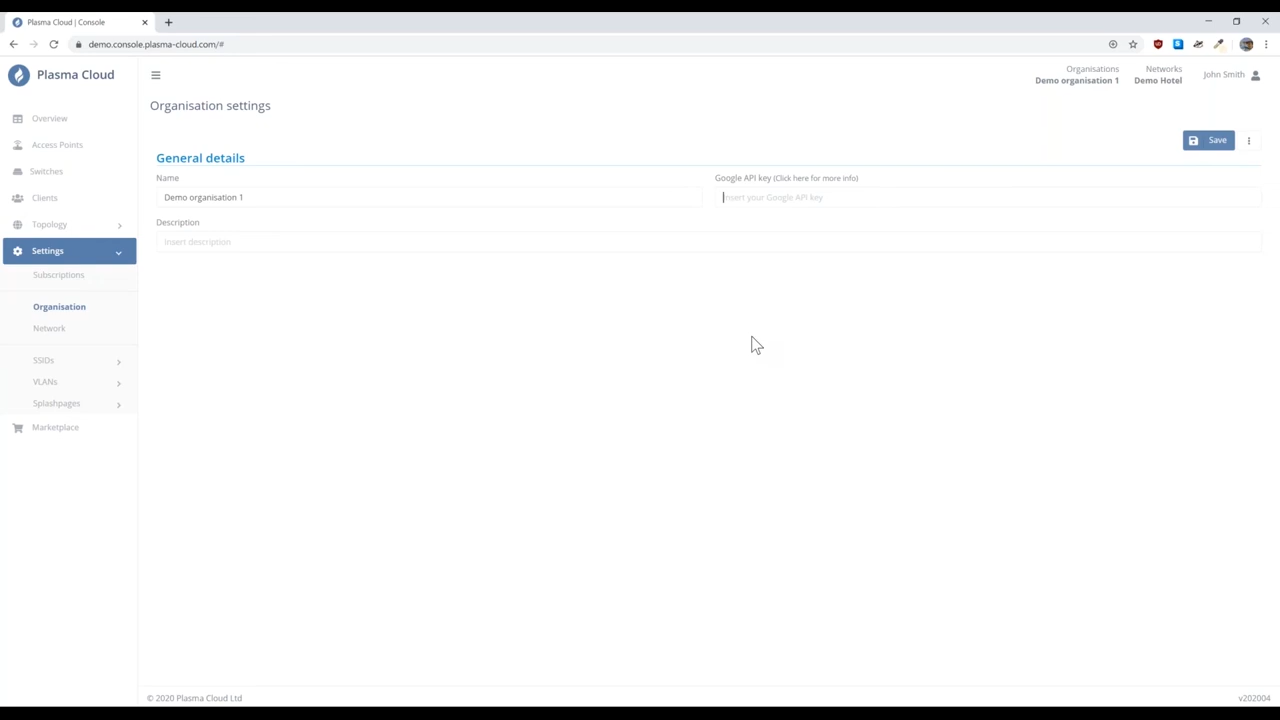 Plasma Cloud | Console
demo.console.plasma-cloud.com/#
Plasma Cloud
Organisations
Demo organisation 1
Networks
Demo Hotel
John Smith
Organisation settings
Overview
Access Points
Switches
Clients
Topology
Settings
Subscriptions
Organisation
Network
SSIDs
VLANs
Splashpages
Marketplace
Save
General details
Name
Demo organisation 1
Google API key (Click here for more info)
Insert your Google API key
Description
Insert description
© 2020 Plasma Cloud Ltd
v202004